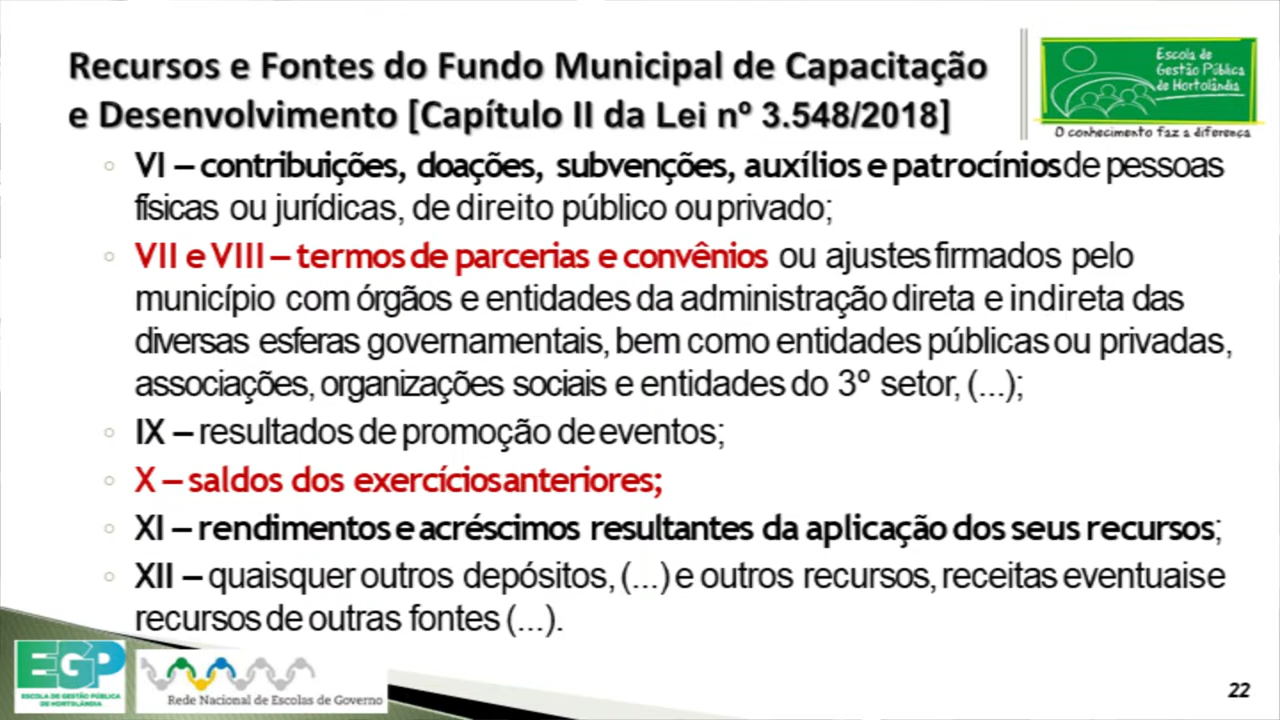 Recursos e Fontes do Fundo Municipal de Capacitação
e Desenvolvimento [Capítulo II da Lei nº 3.548/2018]
Escola de
Gestão Pública
de Hortolândia
O conhecimento faz a diferença
VI – contribuições, doações, subvenções, auxílios e patrocínios de pessoas
físicas ou jurídicas, de direito público ou privado;
VII e VIII – termos de parcerias e convênios ou ajustes firmados pelo
município com órgãos e entidades da administração direta e indireta das
diversas esferas governamentais, bem como entidades públicas ou privadas,
associações, organizações sociais e entidades do 3º setor, (...);
IX – resultados de promoção de eventos;
X – saldos dos exercícios anteriores;
XI – rendimentos e acréscimos resultantes da aplicação dos seus recursos;
XII – quaisquer outros depósitos, (...) e outros recursos, receitas eventuais e
recursos de outras fontes (...).
EGP
ESCOLA DE GESTÃO PÚBLICA
DE HORTOLÂNDIA
Rede Nacional de Escolas de Governo
22